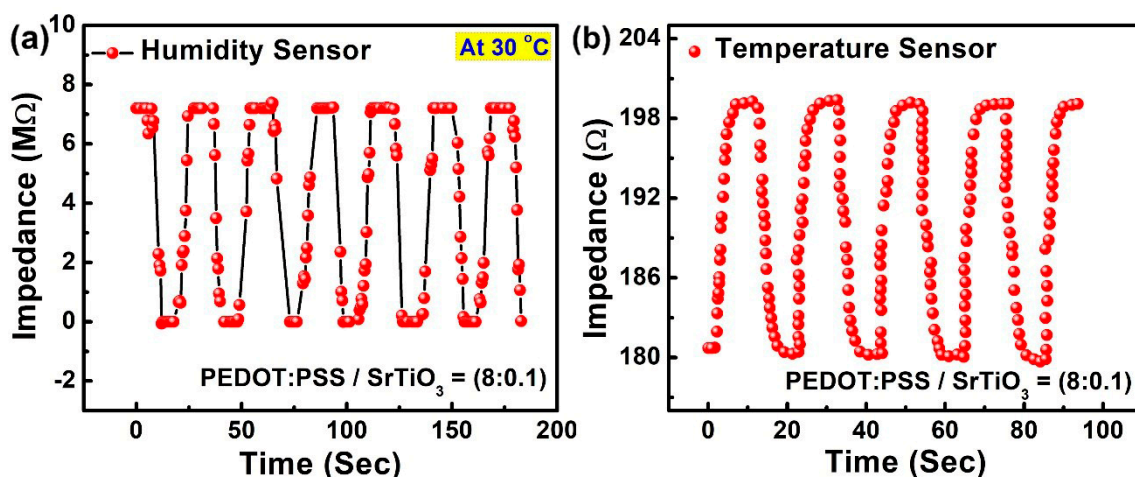 (a)
Humidity Sensor
At 30 °C
Impedance (MΩ)
10
8
6
4
2
0
-2
PEDOT:PSS / SrTiO₃ = (8:0.1)
0 50 100 150 200
Time (Sec)
(b)
Temperature Sensor
Impedance (Ω)
204
198
192
186
180
PEDOT:PSS / SrTiO₃ = (8:0.1)
0 20 40 60 80 100
Time (Sec)